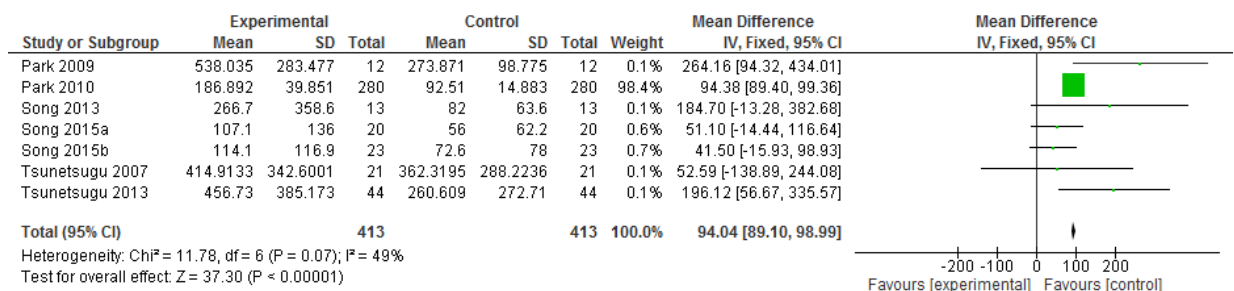 Experimental Control Mean Difference Mean Difference
Study or Subgroup Mean SD Total Mean SD Total Weight IV, Fixed, 95% CI IV, Fixed, 95% CI
Park 2009 538.035 283.477 12 273.871 98.775 12 0.1% 264.16 [94.32, 434.01]
Park 2010 186.892 39.851 280 92.51 14.883 280 98.4% 94.38 [89.40, 99.36]
Song 2013 266.7 358.6 13 82 63.6 13 0.1% 184.70 [-13.28, 382.68]
Song 2015a 107.1 136 20 56 62.2 20 0.6% 51.10 [-14.44, 116.64]
Song 2015b 114.1 116.9 23 72.6 78 23 0.7% 41.50 [-15.93, 98.93]
Tsunetsugu 2007 414.9133 342.6001 21 362.3195 288.2236 21 0.1% 52.59 [-138.89, 244.08]
Tsunetsugu 2013 456.73 385.173 44 260.609 272.71 44 0.1% 196.12 [56.67, 335.57]
Total (95% CI) 413 413 100.0% 94.04 [89.10, 98.99]
Heterogeneity: Chi² = 11.78, df = 6 (P = 0.07); I² = 49%
Test for overall effect: Z = 37.30 (P < 0.00001)
-200 -100 0 100 200
Favours [experimental] Favours [control]